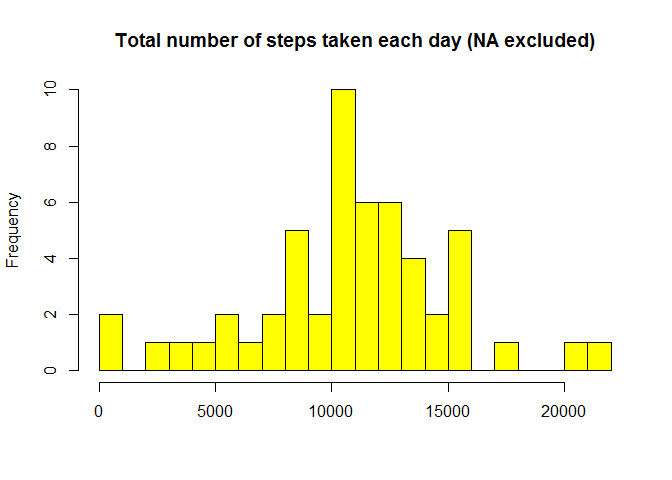 Total number of steps taken each day (NA excluded)
Frequency
10
8
6
4
2
0
0 5000 10000 15000 20000